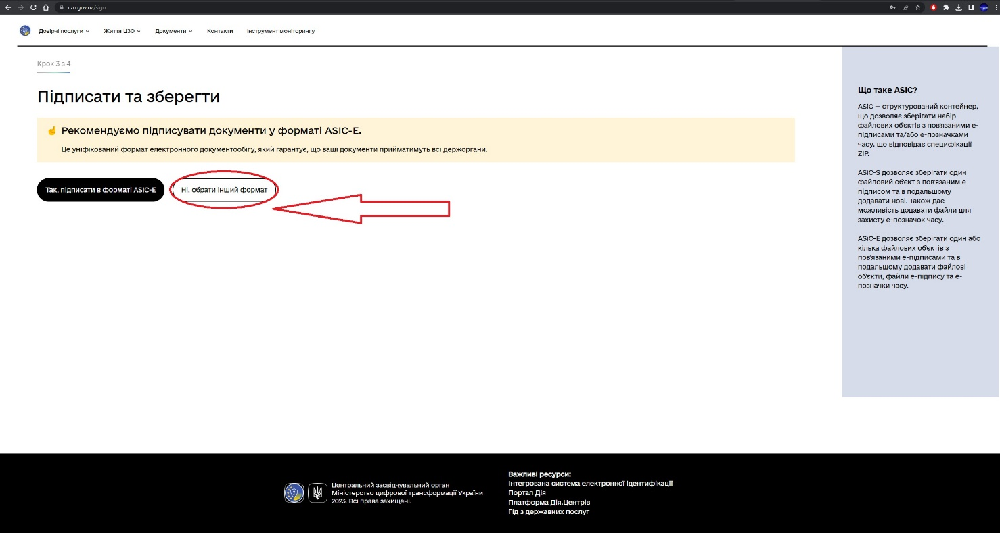 czo.gov.ua/sign
Довірчі послуги
Життя ЦЗО
Документи
Контакти
Інструмент моніторингу
Крок 3 з 4
Підписати та зберегти
Рекомендуємо підписувати документи у форматі ASIC-E.
Це уніфікований формат електронного документообігу, який гарантує, що ваші документи прийматимуть всі держоргани.
Так, підписати в форматі ASIC-E
Ні, обрати інший формат
Що таке ASIC?
ASIC — структурований контейнер,
що дозволяє зберігати набір
файлових об'єктів з пов'язаними е-
підписами та/або е-позначками
часу, що відповідає специфікації
ZIP.
ASIC-S дозволяє зберігати один
файловий об'єкт з пов'язаним е-
підписом та в подальшому
додавати нові. Також дає
можливість додавати файли для
захисту е-позначок часу.
ASiC-E дозволяє зберігати один або
кілька файлових об'єктів з
пов'язаними е-підписами та в
подальшому додавати файлові
об'єкти, файли е-підпису та е-
позначки часу.
Центральний засвідчувальний орган
Міністерство цифрової трансформації України
2023. Всі права захищені.
Важливі ресурси:
Інтегрована система електронної ідентифікації
Портал Дія
Платформа Дія.Центрів
Гід з державних послуг